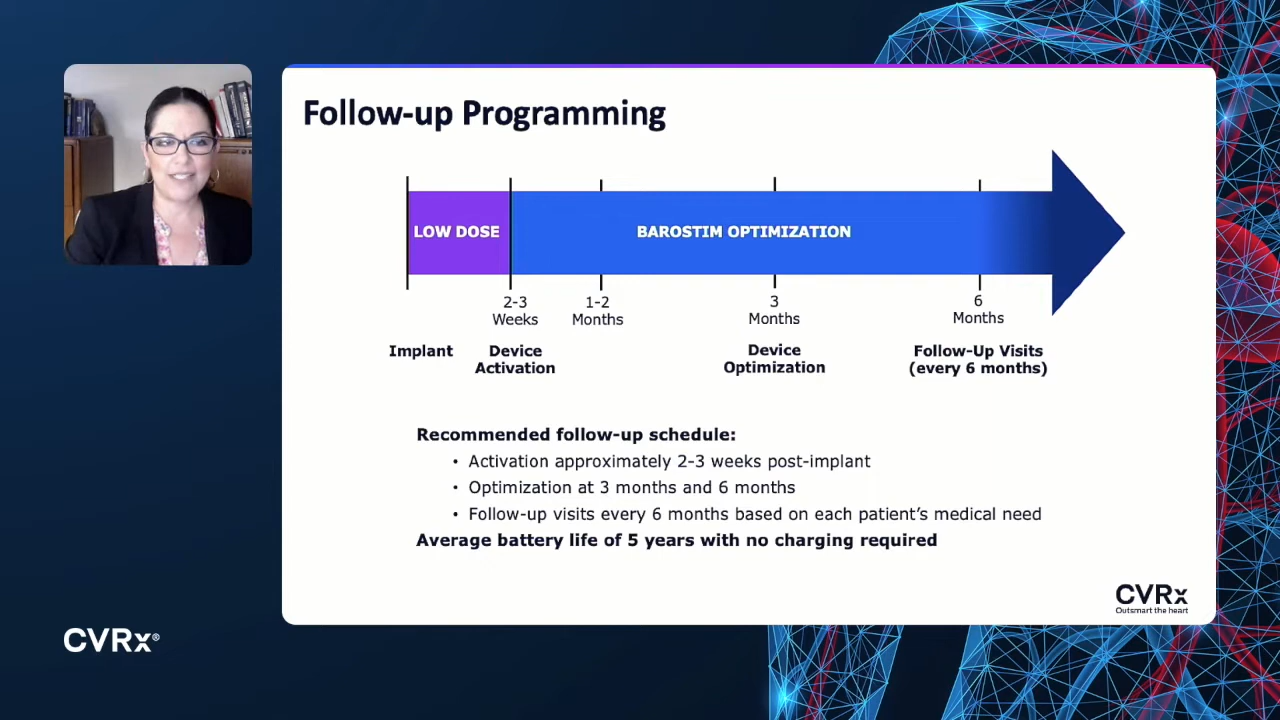 Follow-up Programming
LOW DOSE
BAROSTIM OPTIMIZATION
2-3
Weeks
1-2
Months
3
Months
6
Months
Implant
Device
Activation
Device
Optimization
Follow-Up Visits
(every 6 months)
Recommended follow-up schedule:
• Activation approximately 2-3 weeks post-implant
• Optimization at 3 months and 6 months
• Follow-up visits every 6 months based on each patient’s medical need
Average battery life of 5 years with no charging required
CVRx
Outsmart the heart
CVRx®